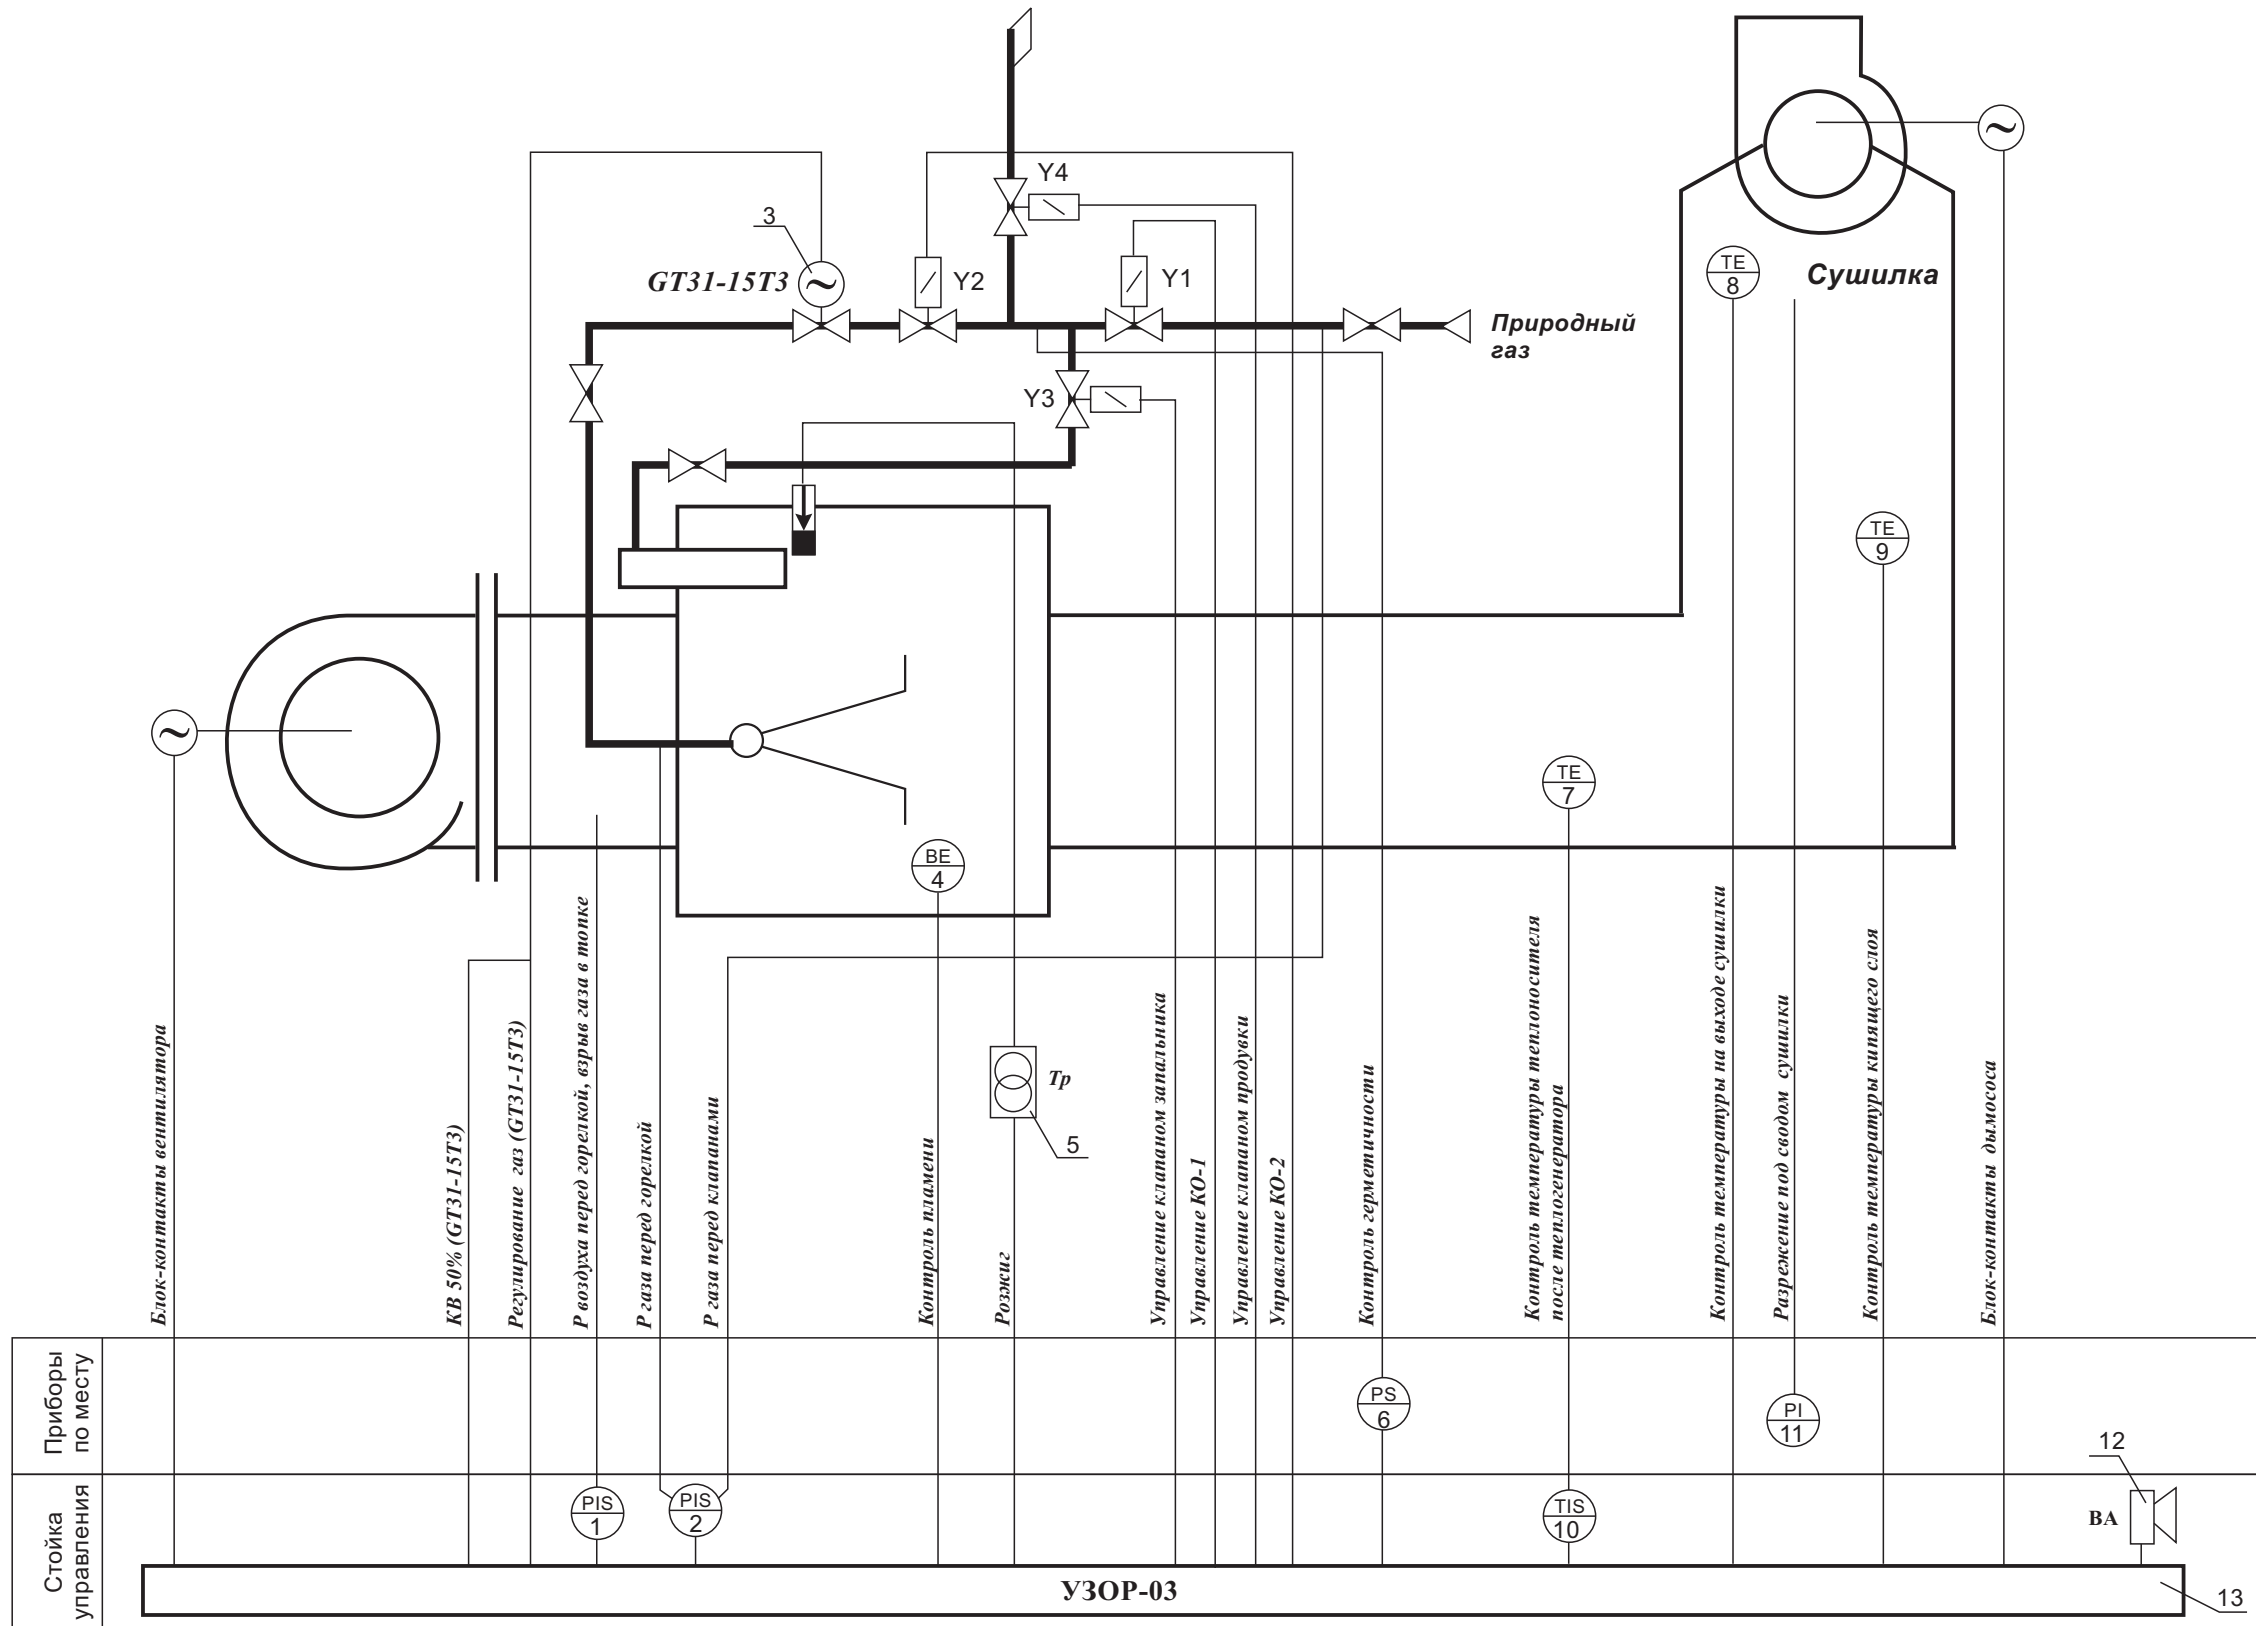 Y4
3
GT31-15T3
Y2
Y1
TE
8
Сушилка
Природный
газ
Y3
TE
9
TE
7
BE
4
Блок-контакты вентилятора
КВ 50% (GT31-15T3)
Регулирование газ (GT31-15T3)
Р воздуха перед горелкой, взрыв газа в топке
Р газа перед горелкой
Р газа перед клапанами
Контроль пламени
Розжиг
Тр
5
Управление клапаном запальника
Управление КО-1
Управление клапаном продувки
Управление КО-2
Контроль герметичности
Контроль температуры теплоносителя
после теплогенератора
Контроль температуры на выходе сушилки
Разрежение под сводом сушилки
Контроль температуры кипящего слоя
Блок-контакты дымососа
Приборы
по месту
PS
6
PI
11
12
Стойка
управления
PIS
1
PIS
2
TIS
10
ВА
УЗОР-03
13